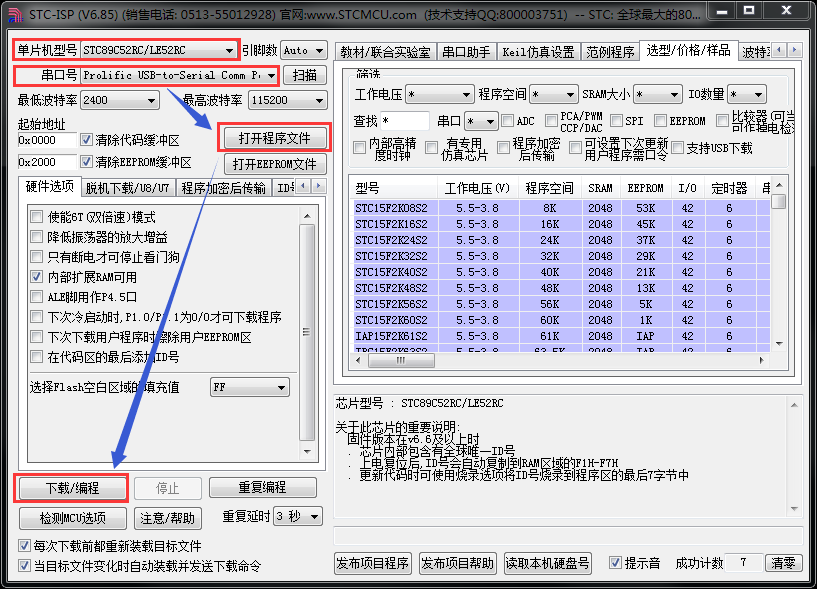 STC-ISP (V6.85) (销售电话: 0513-55012928) 官网:www.STCMCU.com (技术支持QQ:800003751) -- STC: 全球最大的80...
单片机型号 STC89C52RC/LE52RC 引脚数 Auto
串口号 Prolific USB-to-Serial Comm P 扫描
最低波特率 2400 最高波特率 115200
起始地址
0x0000 清除代码缓冲区 打开程序文件
0x2000 清除EEPROM缓冲区 打开EEPROM文件
硬件选项 脱机下载/U8/U7 程序加密后传输 ID号
使能6T(双倍速)模式
降低振荡器的放大增益
只有断电才可停止看门狗
内部扩展RAM可用
ALE脚用作P4.5口
下次冷启动时,P1.0/P1.1为0/0才可下载程序
下次下载用户程序时擦除用户EEPROM区
在代码区的最后添加ID号
选择Flash空白区域的填充值 FF
下载/编程 停止 重复编程
检测MCU选项 注意/帮助 重复延时 3 秒
每次下载前都重新装载目标文件
当目标文件变化时自动装载并发送下载命令
教材/联合实验室 串口助手 Keil仿真设置 范例程序 选型/价格/样品 波特率
筛选
工作电压 * 程序空间 * SRAM大小 * IO数量 *
查找 * 串口 * ADC PCA/PWM CCP/DAC SPI EEPROM 比较器(可当 可作掉电检
内部高精度时钟 有专用仿真芯片 程序加密后传输 可设置下次更新用户程序需口令 支持USB下载
型号 工作电压(V) 程序空间 SRAM EEPROM I/O 定时器 串
STC15F2K08S2 5.5-3.8 8K 2048 53K 42 6
STC15F2K16S2 5.5-3.8 16K 2048 45K 42 6
STC15F2K24S2 5.5-3.8 24K 2048 37K 42 6
STC15F2K32S2 5.5-3.8 32K 2048 29K 42 6
STC15F2K40S2 5.5-3.8 40K 2048 21K 42 6
STC15F2K48S2 5.5-3.8 48K 2048 13K 42 6
STC15F2K56S2 5.5-3.8 56K 2048 5K 42 6
STC15F2K60S2 5.5-3.8 60K 2048 1K 42 6
IAP15F2K61S2 5.5-3.8 61K 2048 IAP 42 6
IRC15F2K63S2 5.5-3.8 63.5K 2048 IAP 42 6
芯片型号 : STC89C52RC/LE52RC
关于此芯片的重要说明:
固件版本在v6.6及以上时
. 芯片内部包含有全球唯一ID号
. 上电复位后,ID号会自动复制到RAM区域的F1H-F7H
. 更新代码时可使用烧录选项将ID号烧录到程序区的最后7字节中
发布项目程序 发布项目帮助 读取本机硬盘号 提示音 成功计数 7 清零